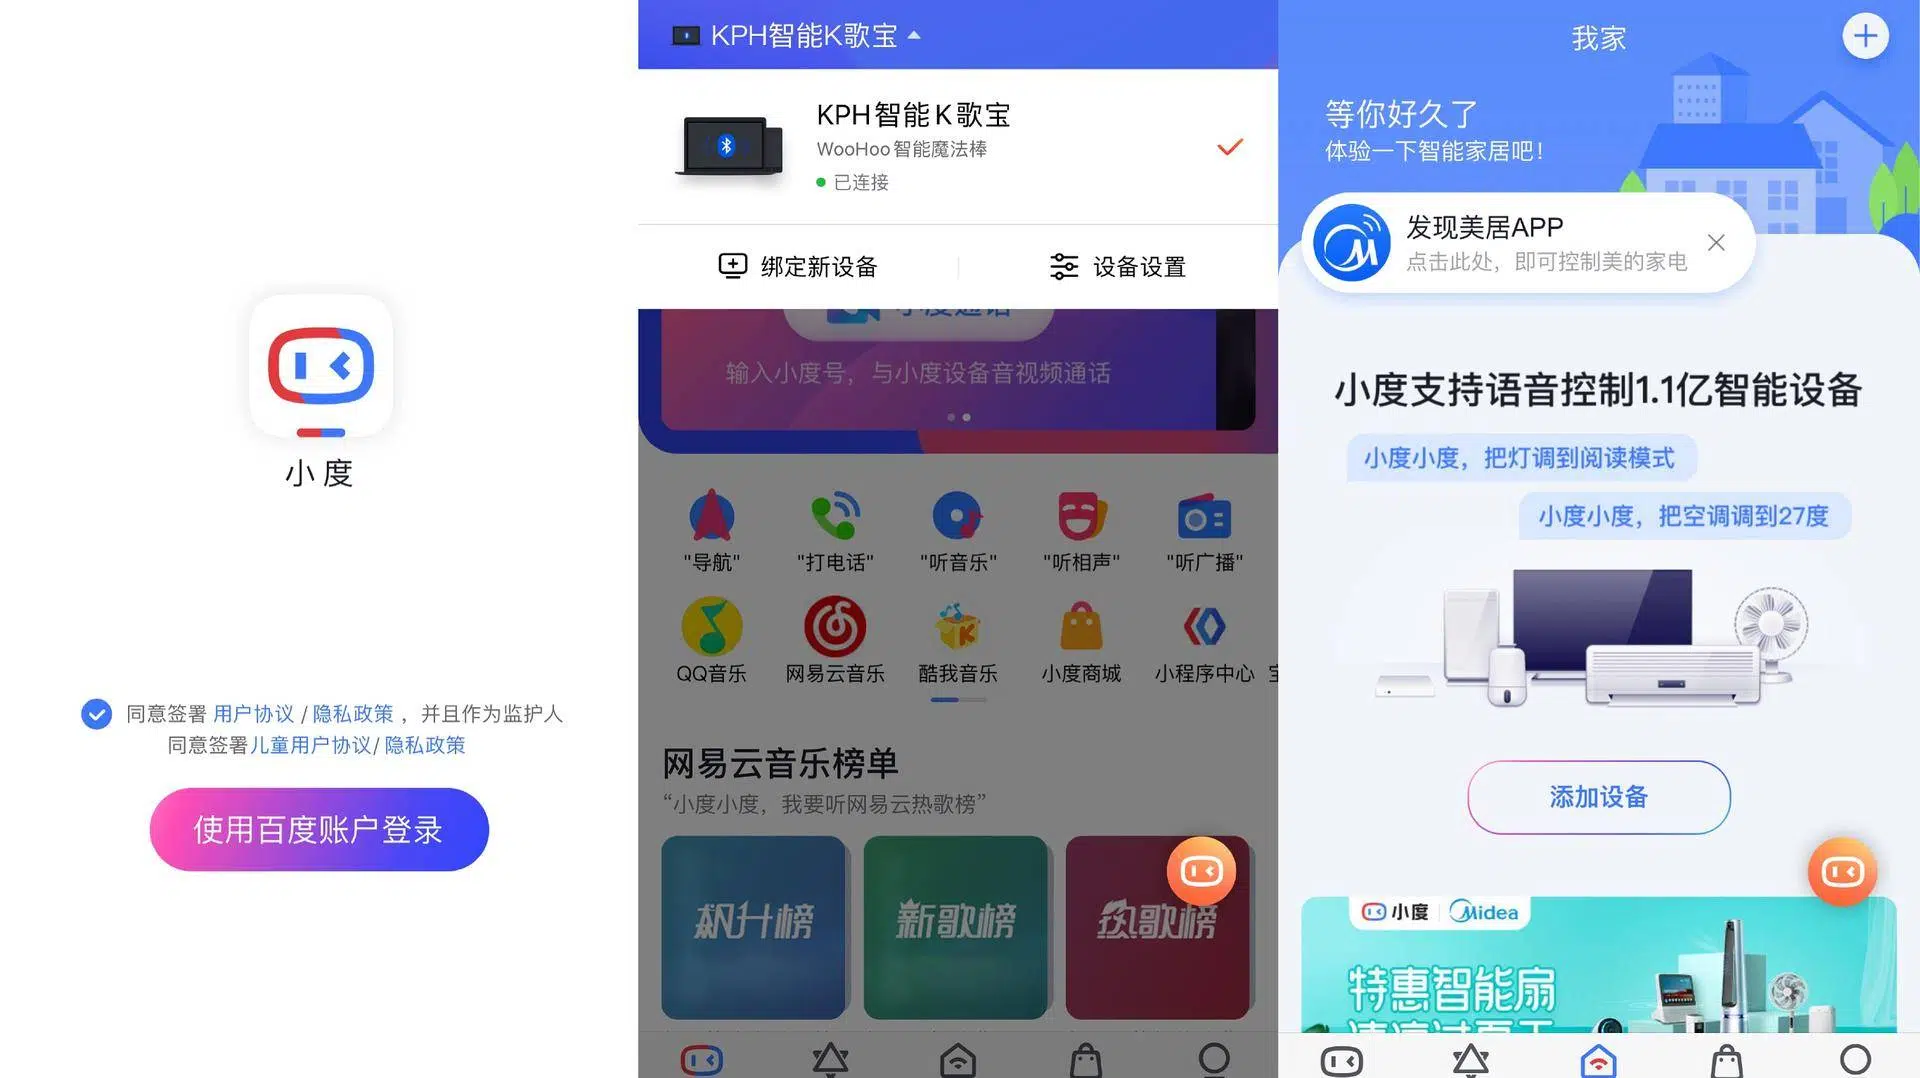 小度
同意签署 用户协议 / 隐私政策 ，并且作为监护人
同意签署儿童用户协议/ 隐私政策
使用百度账户登录
KPH智能K歌宝
KPH智能K歌宝
WooHoo智能魔法棒
已连接
绑定新设备
设备设置
小度通话
输入小度号，与小度设备音视频通话
"导航" "打电话" "听音乐" "听相声" "听广播"
QQ音乐 网易云音乐 酷我音乐 小度商城 小程序中心
网易云音乐榜单
“小度小度，我要听网易云热歌榜”
飙升榜 新歌榜 热歌榜
我家
等你好久了
体验一下智能家居吧！
发现美居APP
点击此处，即可控制美的家电
小度支持语音控制1.1亿智能设备
小度小度，把灯调到阅读模式
小度小度，把空调调到27度
添加设备
小度 Midea
特惠智能扇